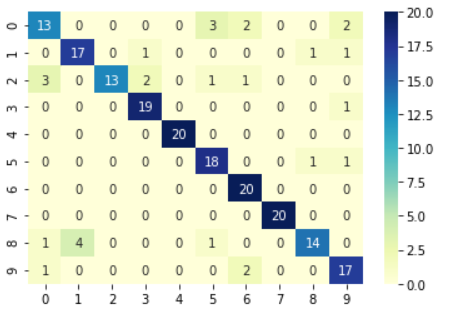 0 13 0 0 0 0 3 2 0 0 2 20.0
1 0 17 0 1 0 0 0 0 1 1 17.5
2 3 0 13 2 0 1 1 0 0 0 15.0
3 0 0 0 19 0 0 0 0 0 1 12.5
4 0 0 0 0 20 0 0 0 0 0
5 0 0 0 0 0 18 0 0 1 1 10.0
6 0 0 0 0 0 0 20 0 0 0 7.5
7 0 0 0 0 0 0 0 20 0 0 5.0
8 1 4 0 0 0 1 0 0 14 0 2.5
9 1 0 0 0 0 0 2 0 0 17 0.0
0 1 2 3 4 5 6 7 8 9